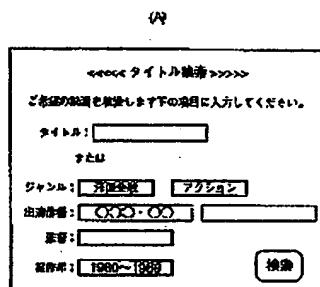 (A)
<<<<< タイトル検索 >>>>>
ご希望の映画を検索します下の項目に入力してください。
タイトル：
または
ジャンル： 洋画全般 アクション
出演俳優： 〇〇〇・〇〇
監督：
製作年： 1980〜1989
検索